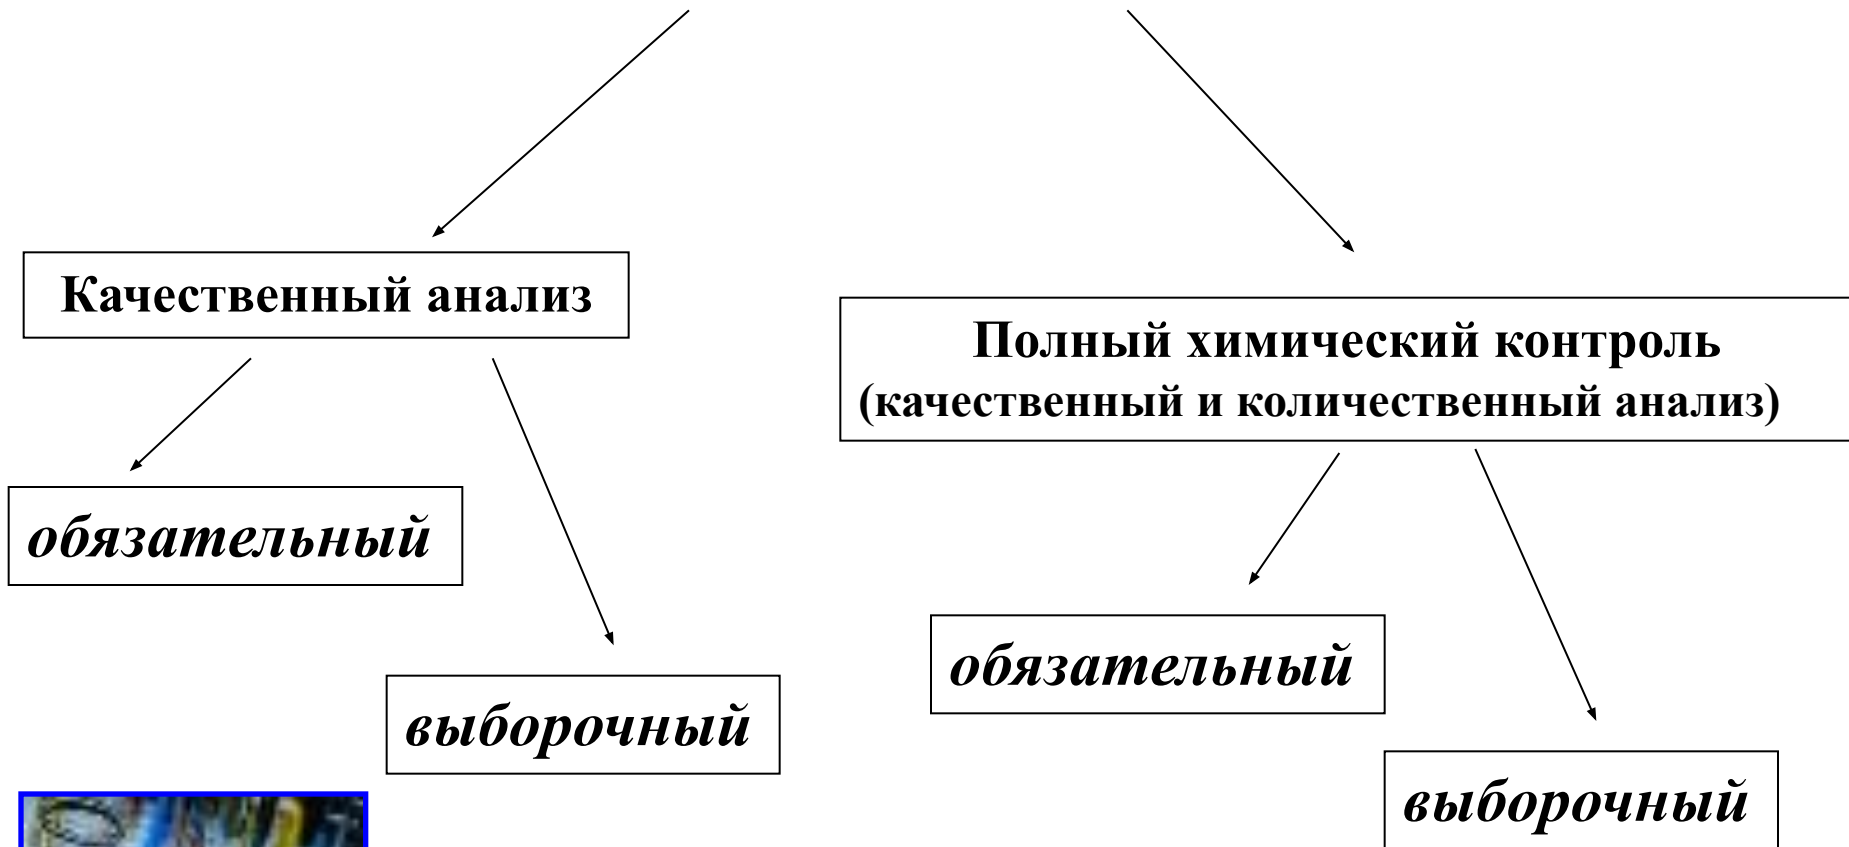 Качественный анализ
Полный химический контроль
(качественный и количественный анализ)
обязательный
выборочный
обязательный
выборочный